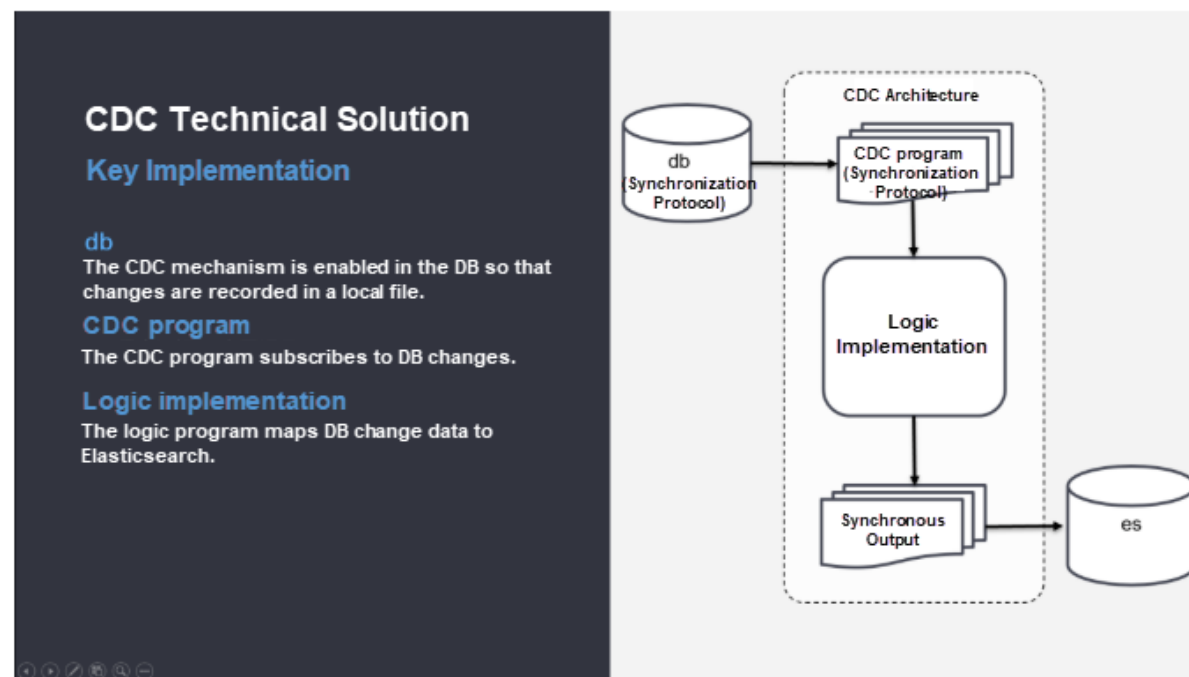 CDC Technical Solution
Key Implementation
db
The CDC mechanism is enabled in the DB so that
changes are recorded in a local file.
CDC program
The CDC program subscribes to DB changes.
Logic implementation
The logic program maps DB change data to
Elasticsearch.
CDC Architecture
db
(Synchronization
Protocol)
CDC program
(Synchronization
Protocol)
Logic
Implementation
Synchronous
Output
es